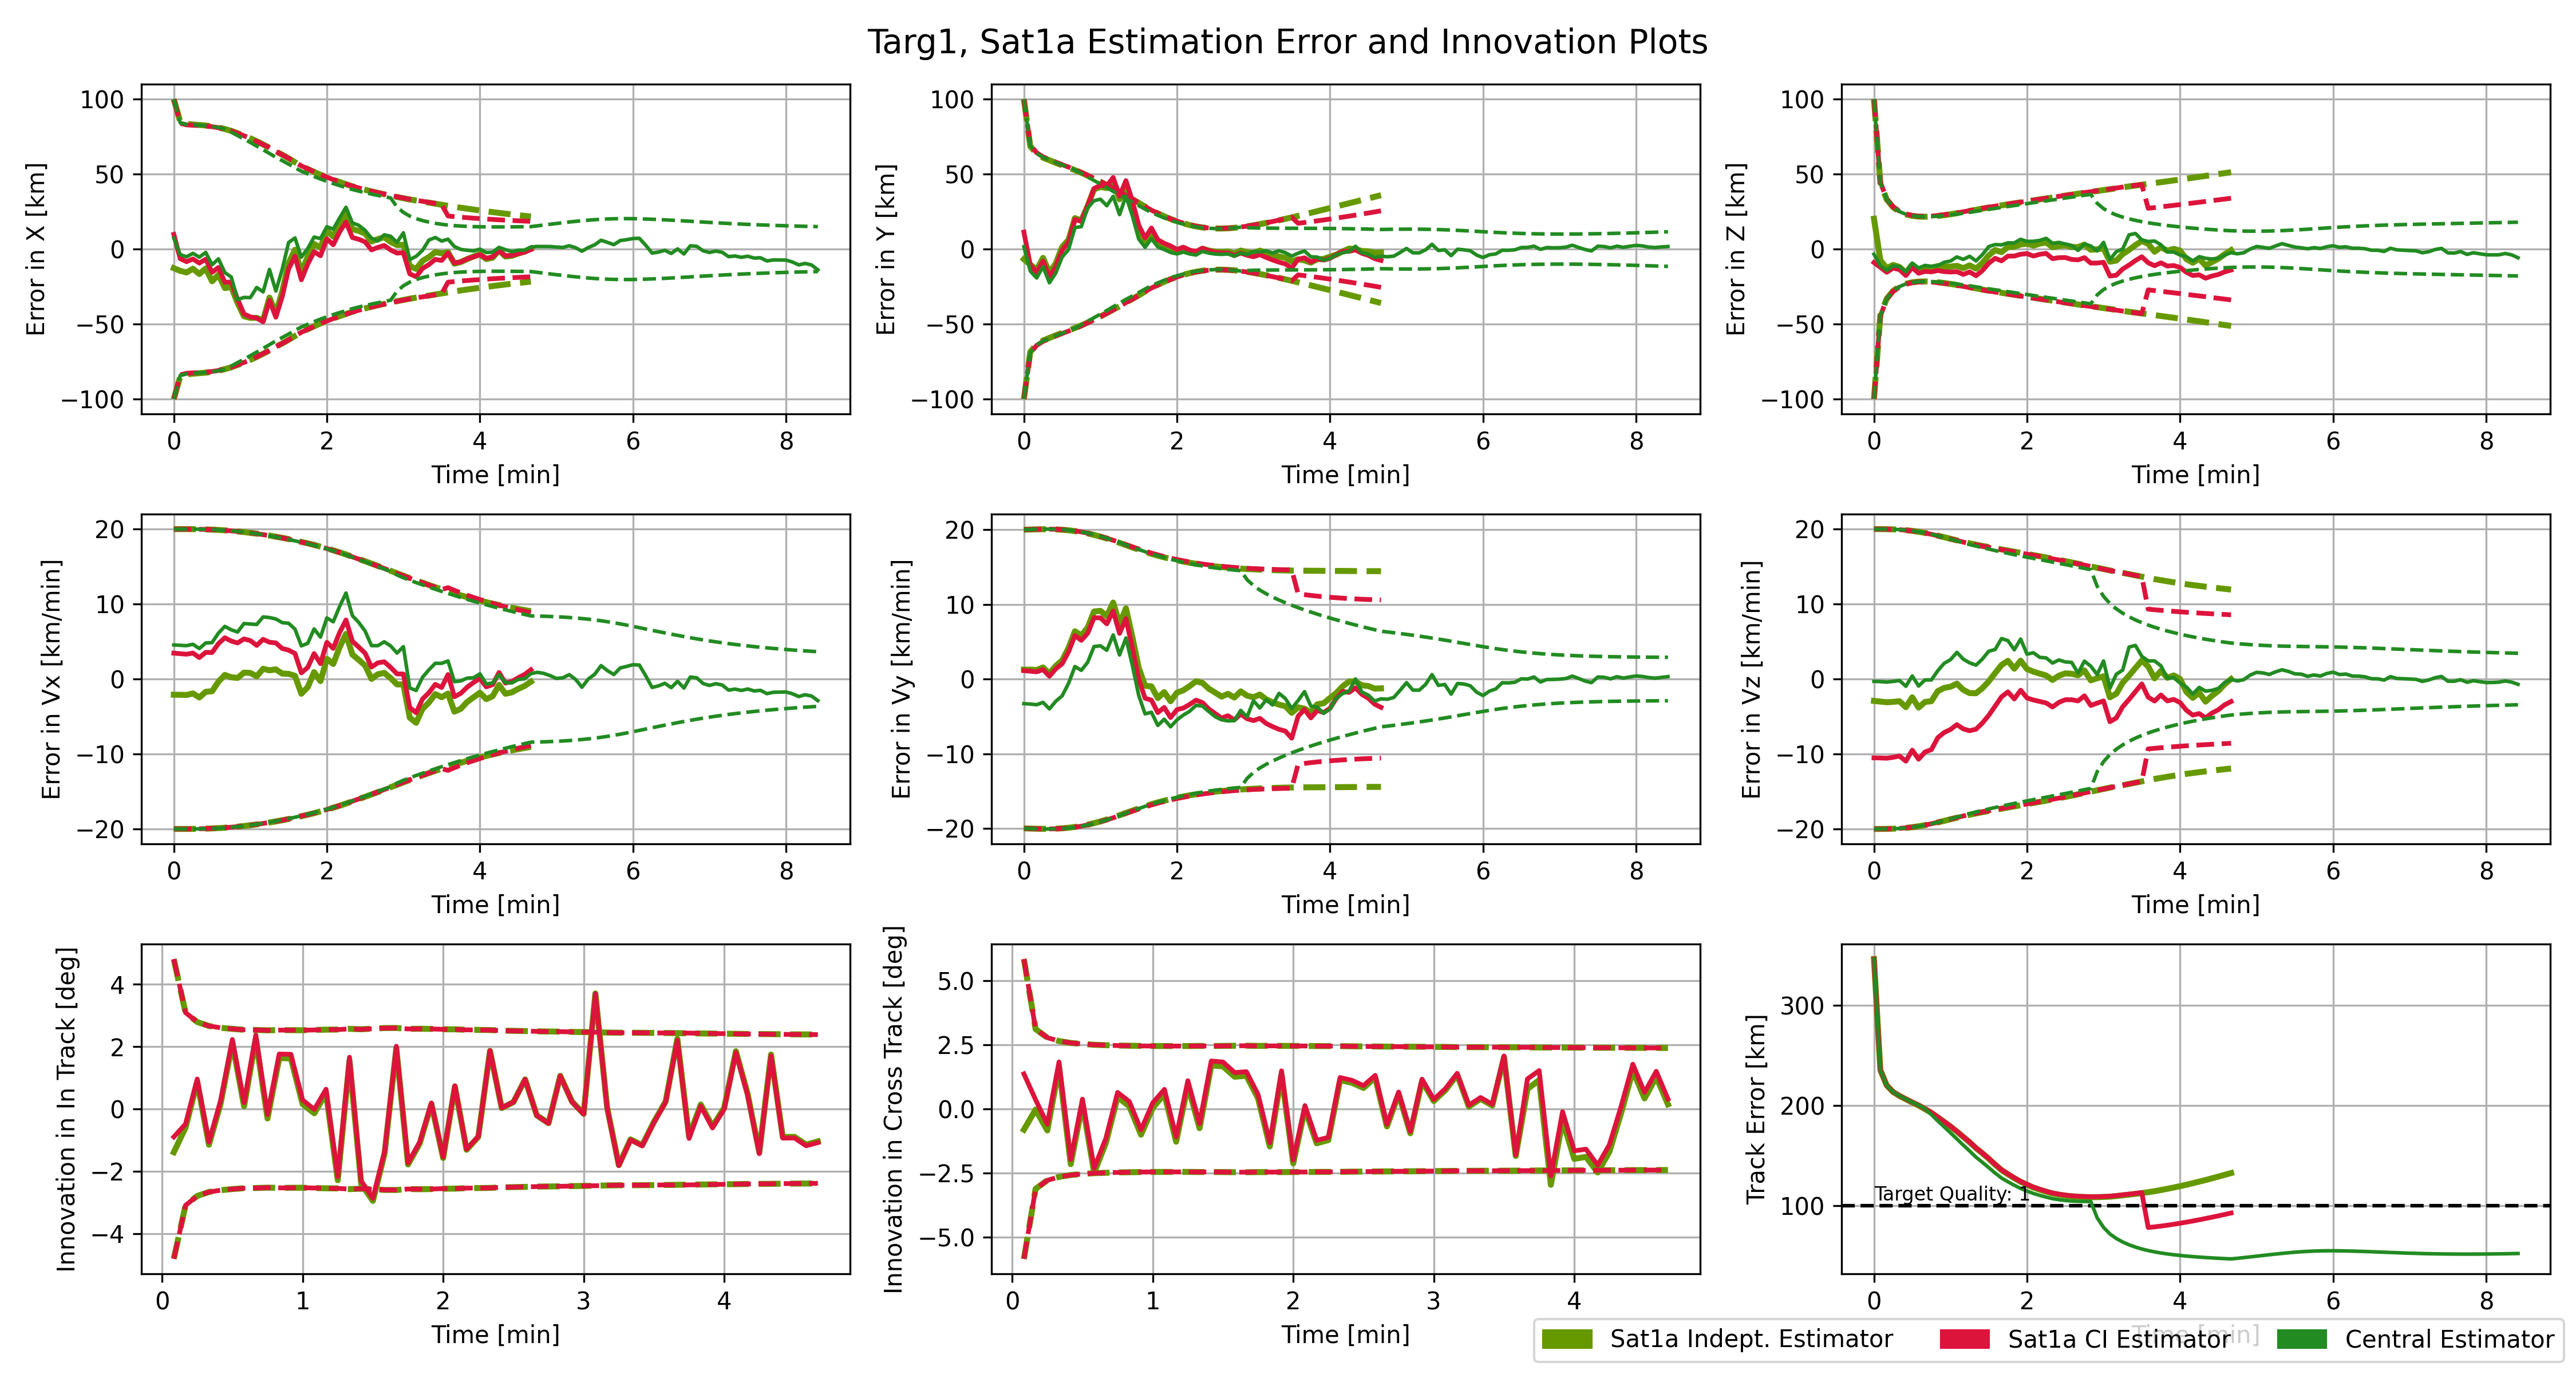 Targ1, Sat1a Estimation Error and Innovation Plots
Error in X [km]
100
50
0
−50
−100
0 2 4 6 8
Time [min]
Error in Y [km]
100
50
0
−50
−100
0 2 4 6 8
Time [min]
Error in Z [km]
100
50
0
−50
−100
0 2 4 6 8
Time [min]
Error in Vx [km/min]
20
10
0
−10
−20
0 2 4 6 8
Time [min]
Error in Vy [km/min]
20
10
0
−10
−20
0 2 4 6 8
Time [min]
Error in Vz [km/min]
20
10
0
−10
−20
0 2 4 6 8
Time [min]
Innovation in In Track [deg]
4
2
0
−2
−4
0 1 2 3 4
Time [min]
Innovation in Cross Track [deg]
5.0
2.5
0.0
−2.5
−5.0
0 1 2 3 4
Time [min]
Track Error [km]
300
200
100
Target Quality: 1
0 2 4 6 8
Time [min]
Sat1a Indept. Estimator Sat1a CI Estimator Central Estimator